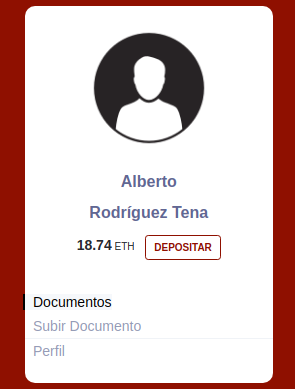 Alberto
Rodríguez Tena
18.74 ETH DEPOSITAR
Documentos
Subir Documento
Perfil